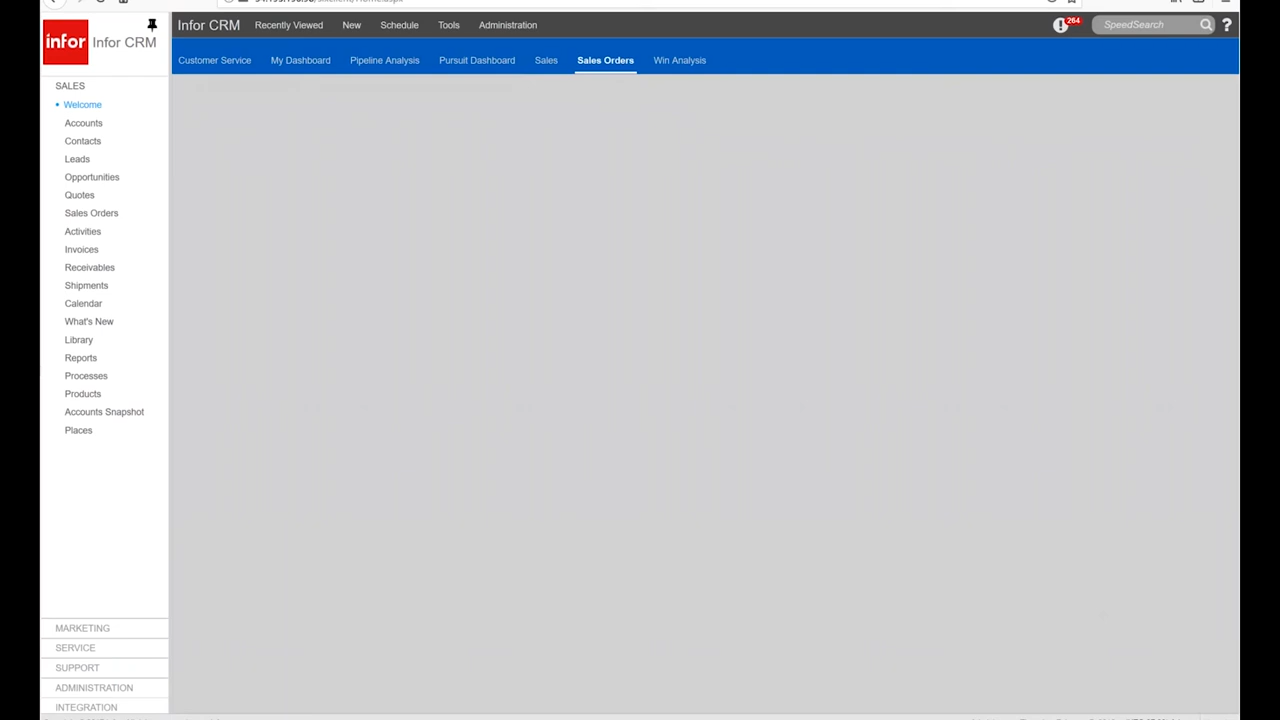 Infor CRM
Recently Viewed
New
Schedule
Tools
Administration
264
SpeedSearch
?
infor
Infor CRM
Customer Service
My Dashboard
Pipeline Analysis
Pursuit Dashboard
Sales
Sales Orders
Win Analysis
SALES
Welcome
Accounts
Contacts
Leads
Opportunities
Quotes
Sales Orders
Activities
Invoices
Receivables
Shipments
Calendar
What's New
Library
Reports
Processes
Products
Accounts Snapshot
Places
MARKETING
SERVICE
SUPPORT
ADMINISTRATION
INTEGRATION